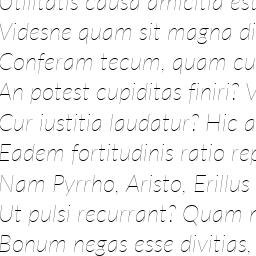 Utilitatis causa amicitia est
Videsne quam sit magna di
Conferam tecum, quam cu
An potest cupiditas finiri? V
Cur iustitia laudatur? Hic a
Eadem fortitudinis ratio rep
Nam Pyrrho, Aristo, Erillus
Ut pulsi recurrant? Quam n
Bonum negas esse divitias,